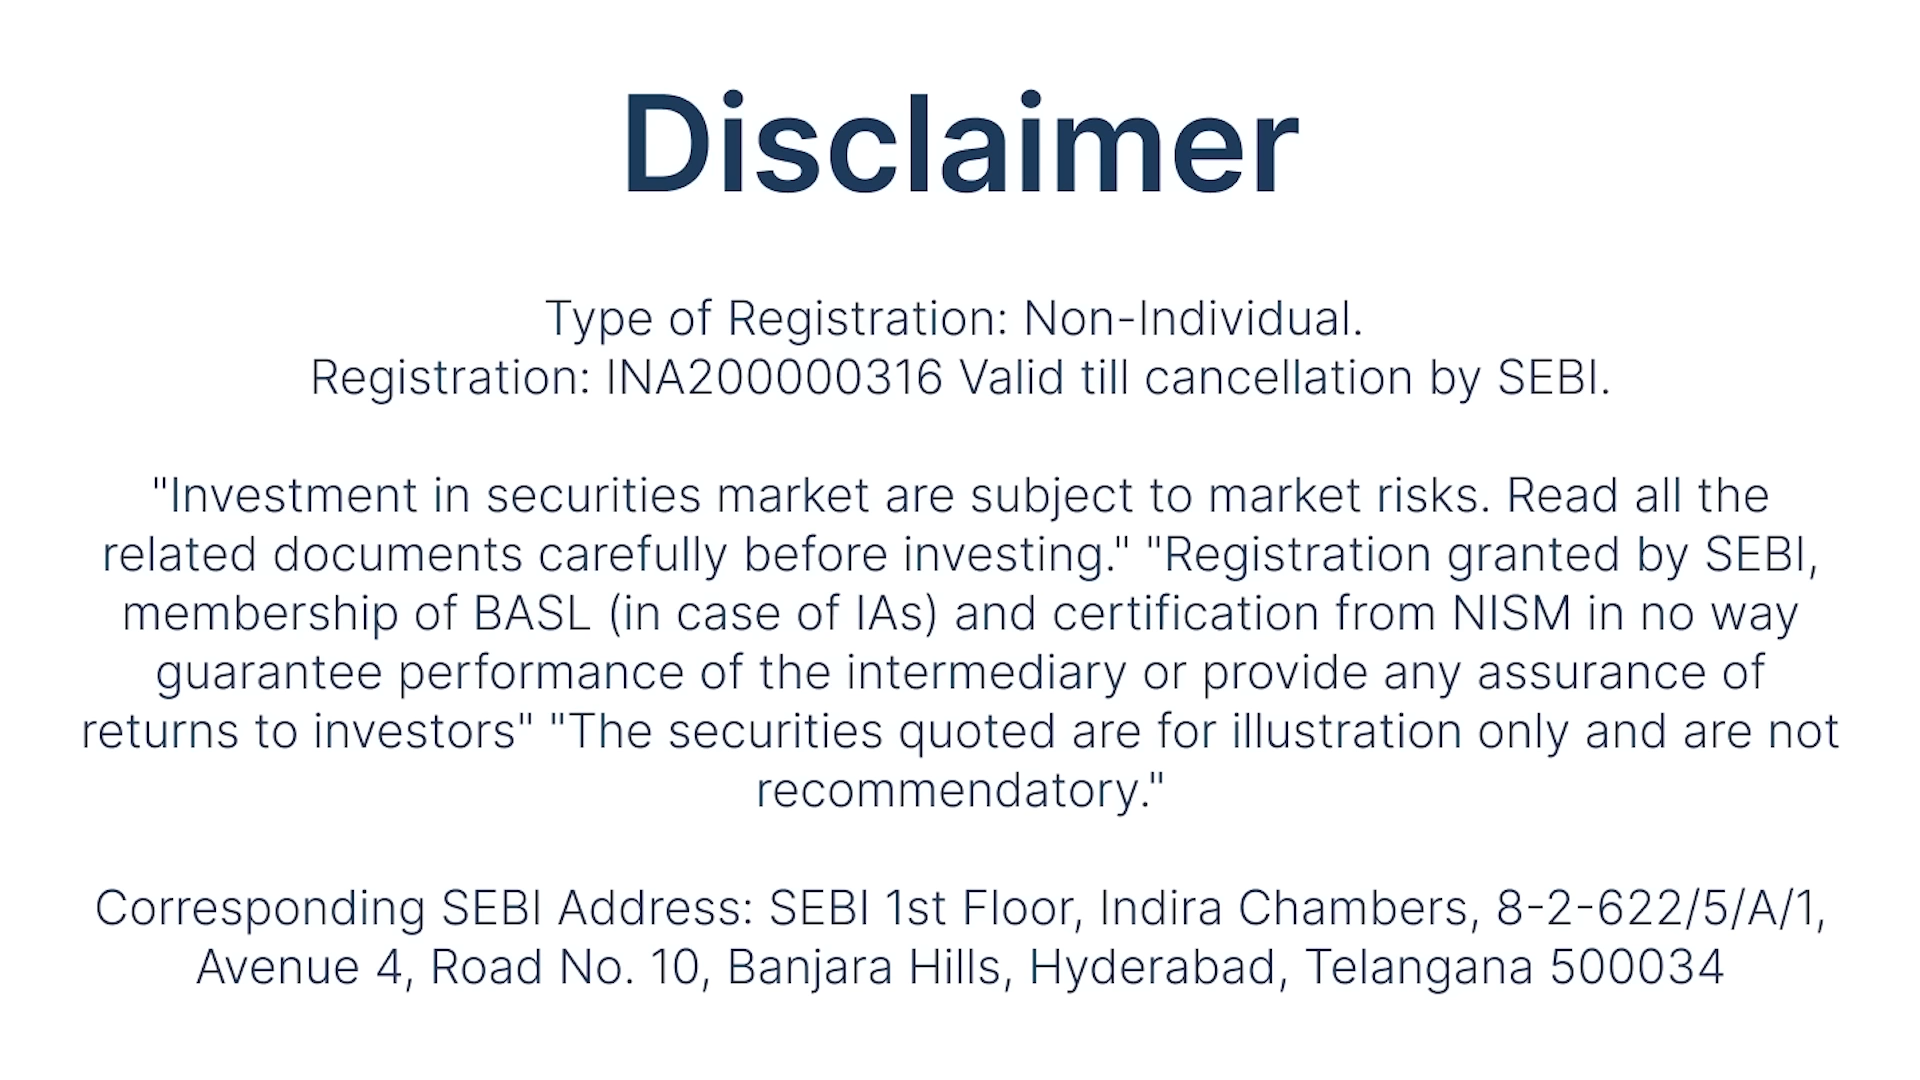 Disclaimer
Type of Registration: Non-Individual.
Registration: INA200000316 Valid till cancellation by SEBI.
"Investment in securities market are subject to market risks. Read all the
related documents carefully before investing." "Registration granted by SEBI,
membership of BASL (in case of IAs) and certification from NISM in no way
guarantee performance of the intermediary or provide any assurance of
returns to investors" "The securities quoted are for illustration only and are not
recommendatory."
Corresponding SEBI Address: SEBI 1st Floor, Indira Chambers, 8-2-622/5/A/1,
Avenue 4, Road No. 10, Banjara Hills, Hyderabad, Telangana 500034